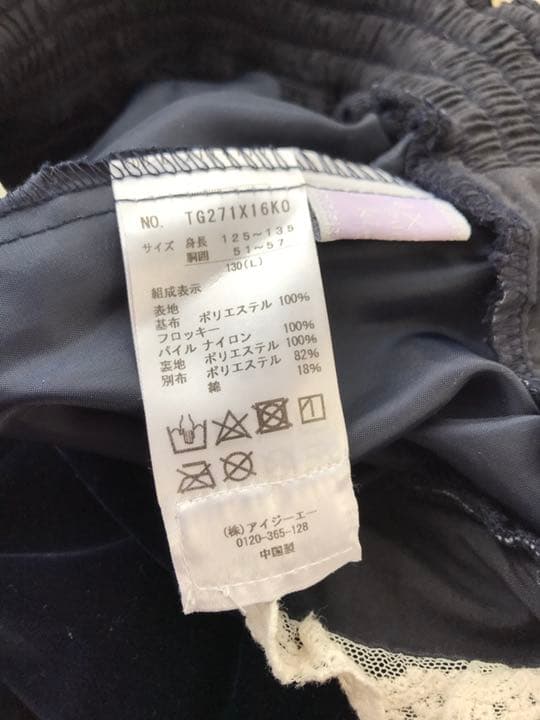 NO. TG271X16KO
サイズ 身長 125～135
胴囲 51～57
130(L)
組成表示
表地
基布 ポリエステル 100%
フロッキー
パイル ナイロン 100%
裏地 ポリエステル 100%
別布 ポリエステル 82%
綿 18%
(株)アイジーエー
0120-365-128
中国製